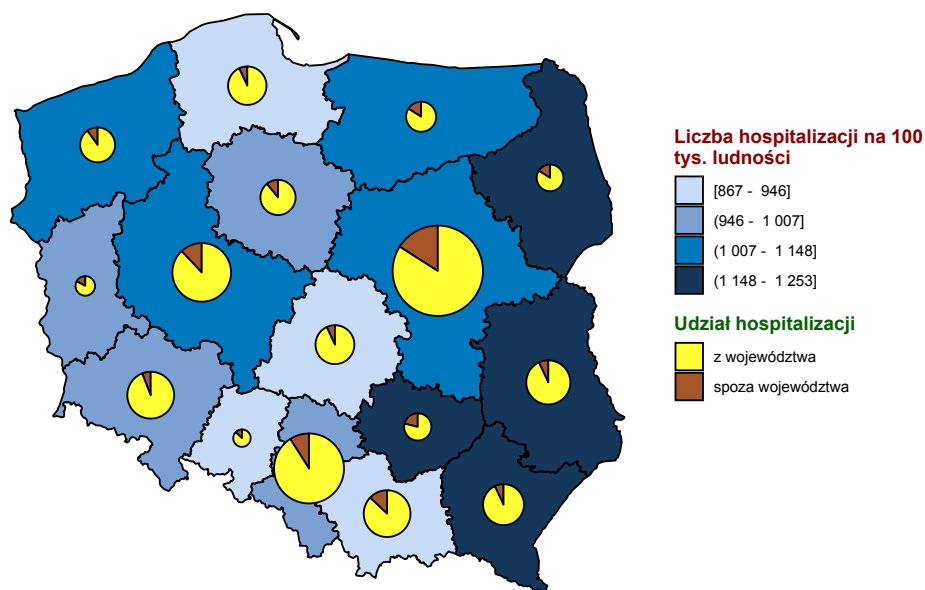 Liczba hospitalizacji na 100
tys. ludności
[867 - 946]
(946 - 1 007]
(1 007 - 1 148]
(1 148 - 1 253]
Udział hospitalizacji
z województwa
spoza województwa